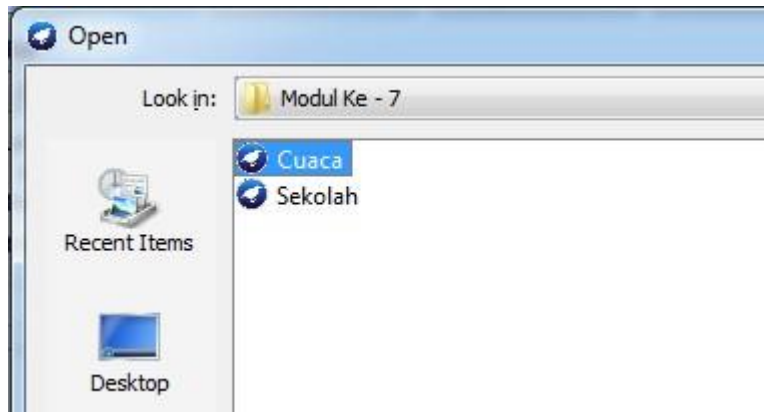 Open
Look in: Modul Ke - 7
Cuaca
Sekolah
Recent Items
Desktop